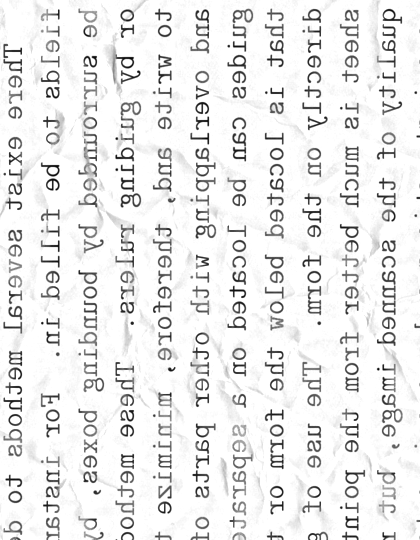 There exist several methods to de
fields to be filled in. For instan
be surrounded by bounding boxes, by
or by guiding rulers. These method
to write and, therefore, minimize t
and overlapping with other parts of
guides can be located on a separate
that is located below the form or t
directly on the form. The use of g
is much better from the point
quality of the scanned image, but r